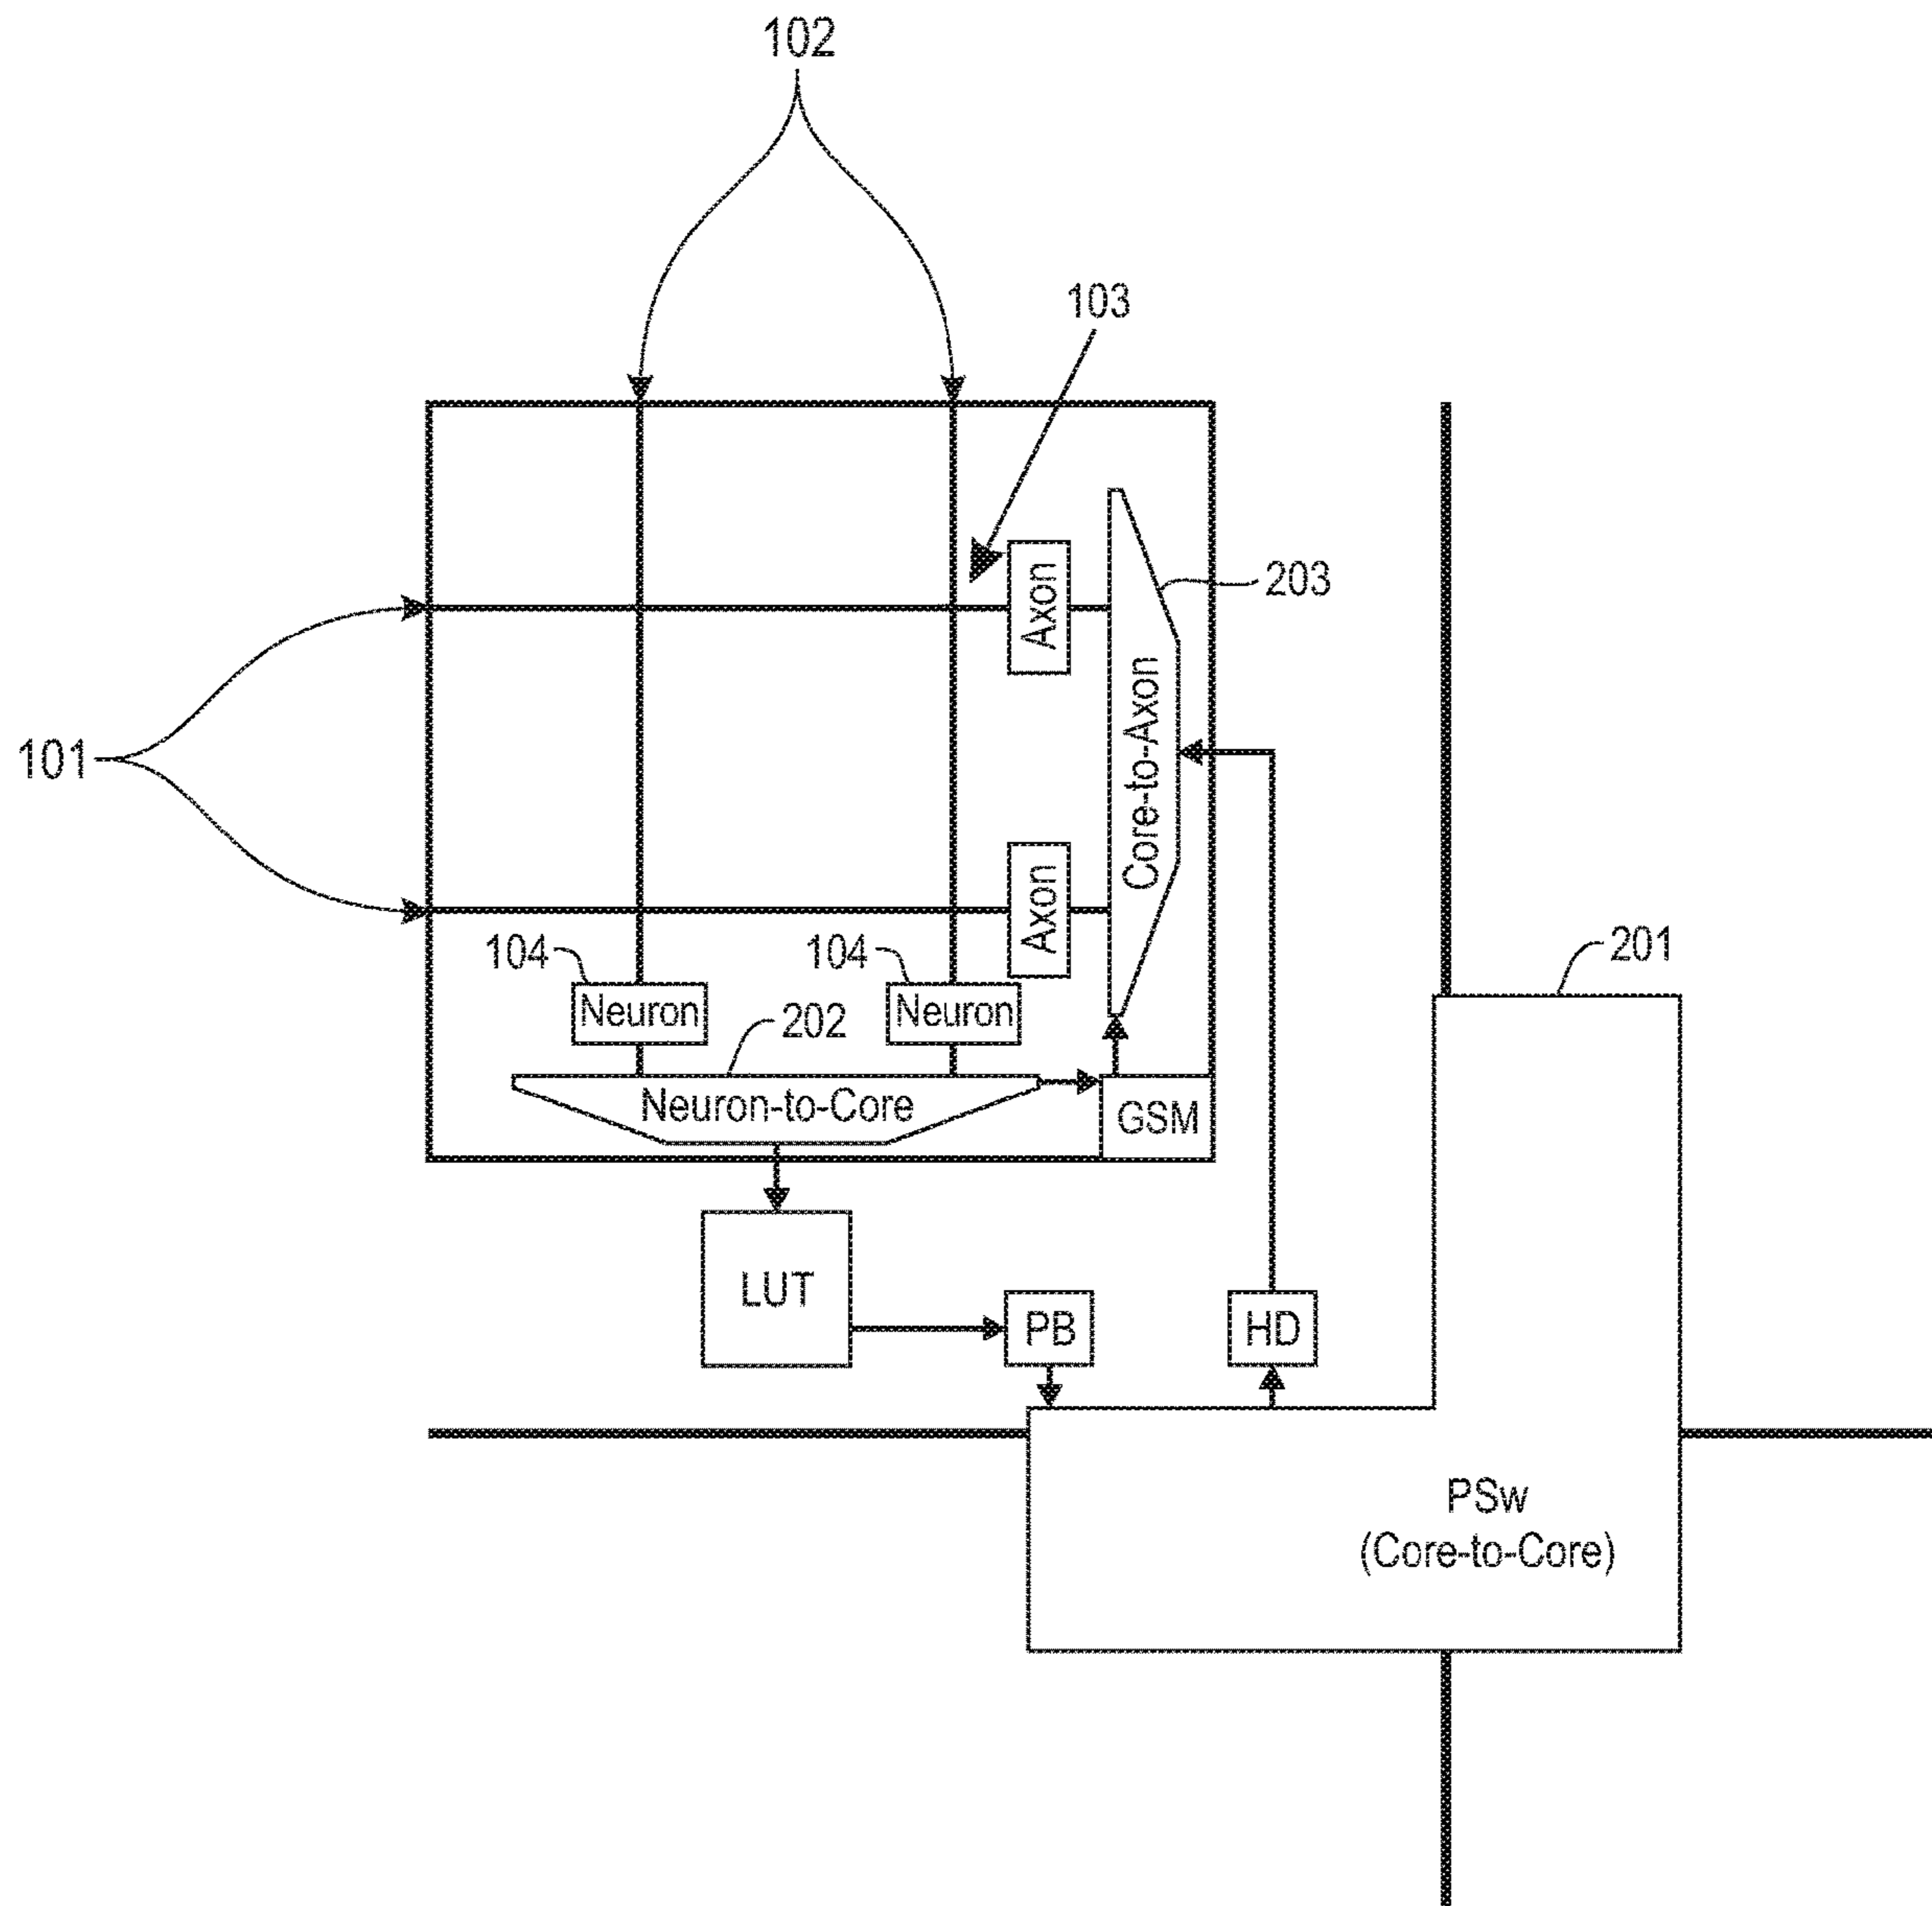 102
103
Axon
203
Core-to-Axon
101
Axon
104
104
201
Neuron
Neuron
202
Neuron-to-Core
GSM
LUT
PB
HD
PSw
(Core-to-Core)